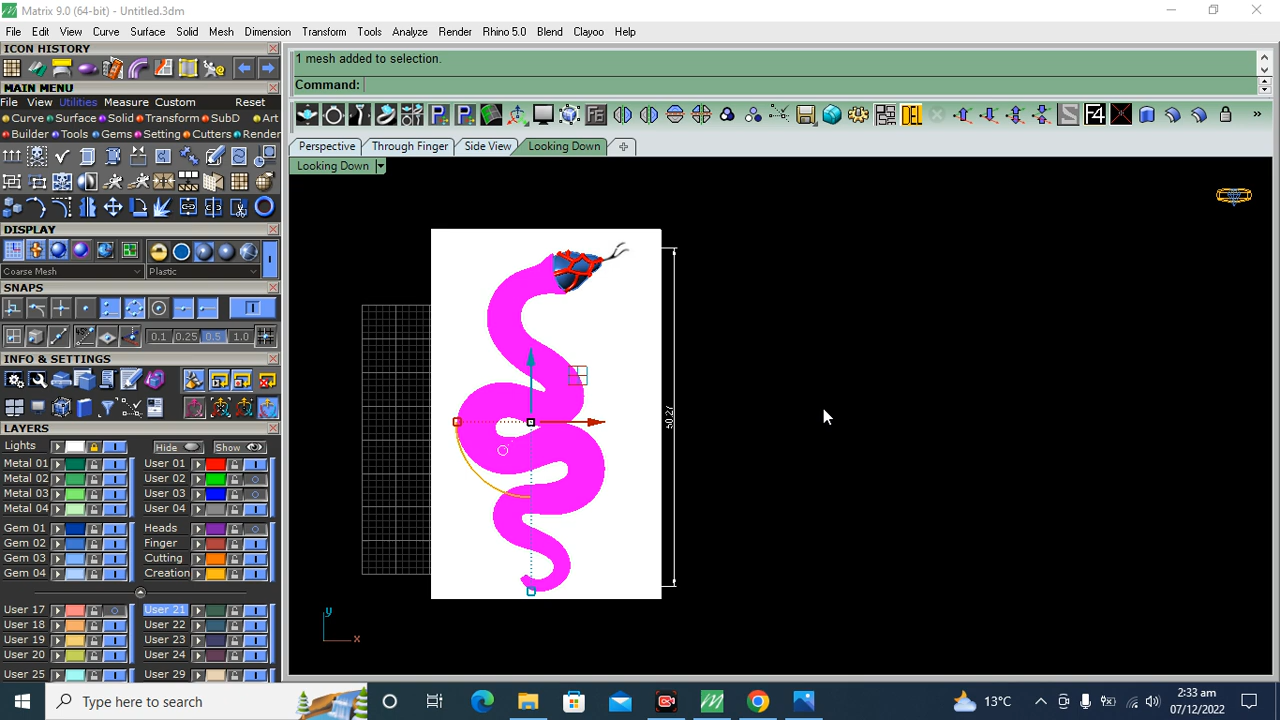 Matrix 9.0 (64-bit) - Untitled.3dm
File Edit View Curve Surface Solid Mesh Dimension Transform Tools Analyze Render Rhino 5.0 Blend Clayoo Help
ICON HISTORY
1 mesh added to selection.
Command:
MAIN MENU
File View Utilities Measure Custom Reset
Curve Surface Solid Transform SubD Art
Builder Tools Gems Setting Cutters Render
Perspective Through Finger Side View Looking Down
Looking Down
DISPLAY
Coarse Mesh Plastic
SNAPS
0.1 0.25 0.5 1.0
INFO & SETTINGS
LAYERS
Lights Hide Show
Metal 01 User 01
Metal 02 User 02
Metal 03 User 03
Metal 04 User 04
Gem 01 Heads
Gem 02 Finger
Gem 03 Cutting
Gem 04 Creation
User 17 User 21
User 18 User 22
User 19 User 23
User 20 User 24
User 25 User 29
DEL
F4
50.27
y
x
Type here to search
13°C
2:33 am
07/12/2022